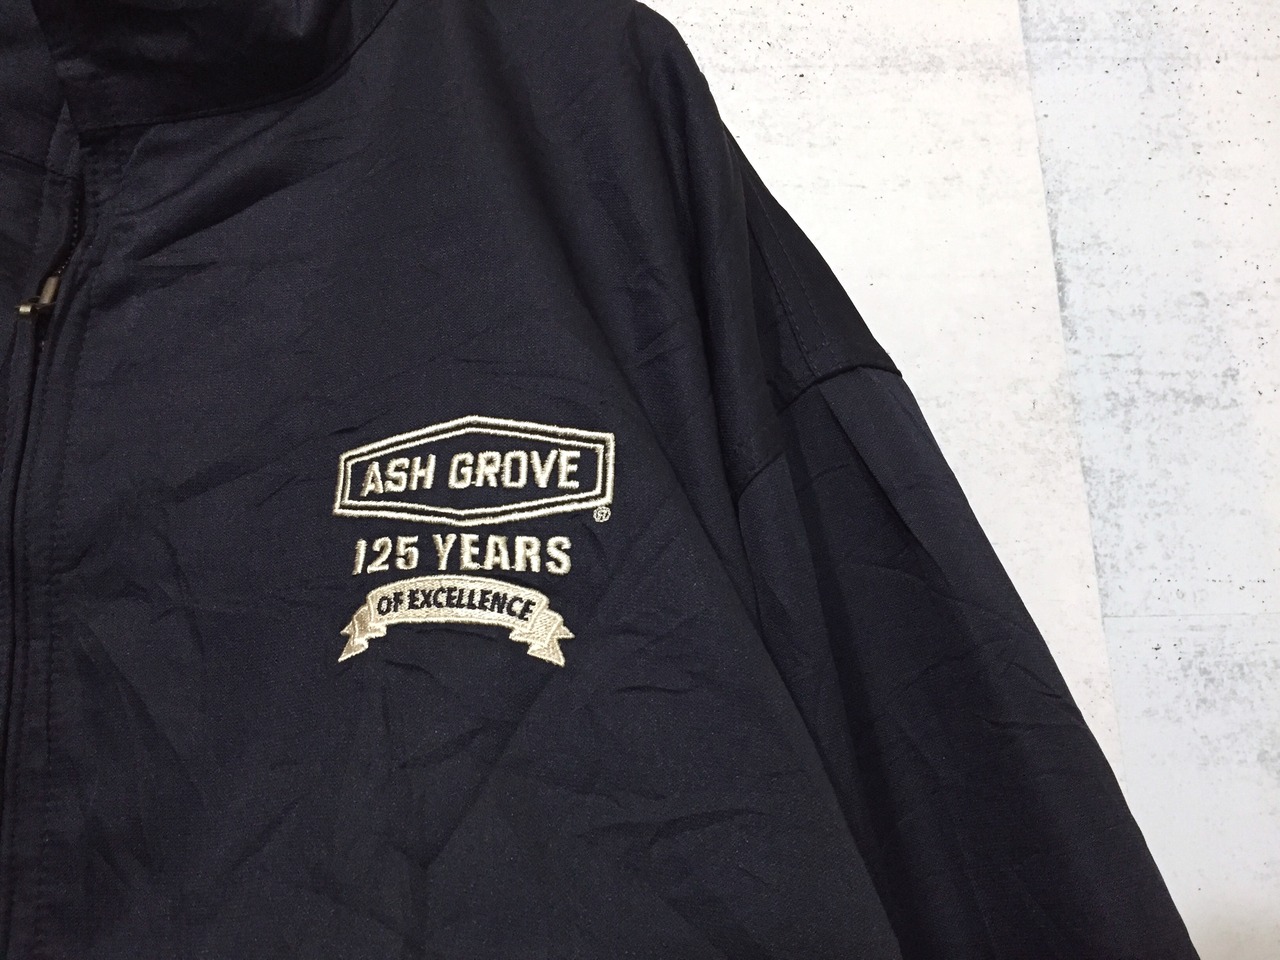 ASH GROVE
®
125 YEARS
OF EXCELLENCE